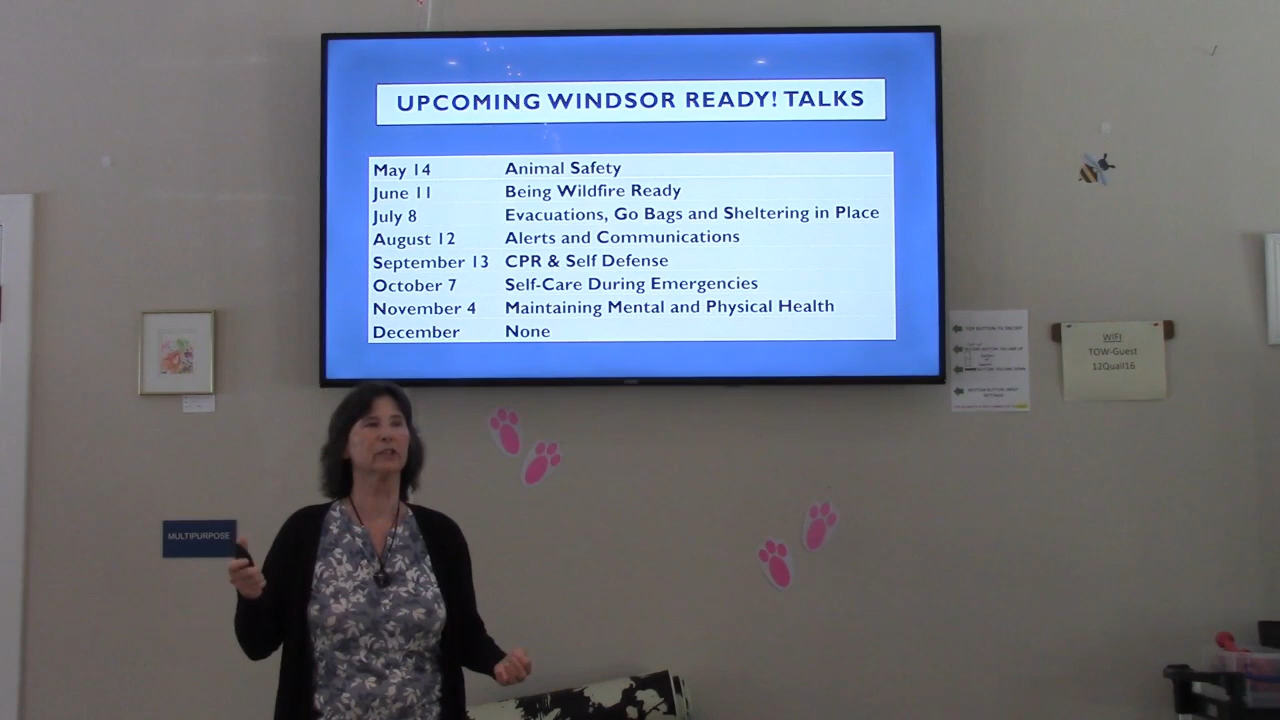 UPCOMING WINDSOR READY! TALKS
May 14 Animal Safety
June 11 Being Wildfire Ready
July 8 Evacuations, Go Bags and Sheltering in Place
August 12 Alerts and Communications
September 13 CPR & Self Defense
October 7 Self-Care During Emergencies
November 4 Maintaining Mental and Physical Health
December None
WIFI
TOW-Guest
12Quail16
MULTIPURPOSE